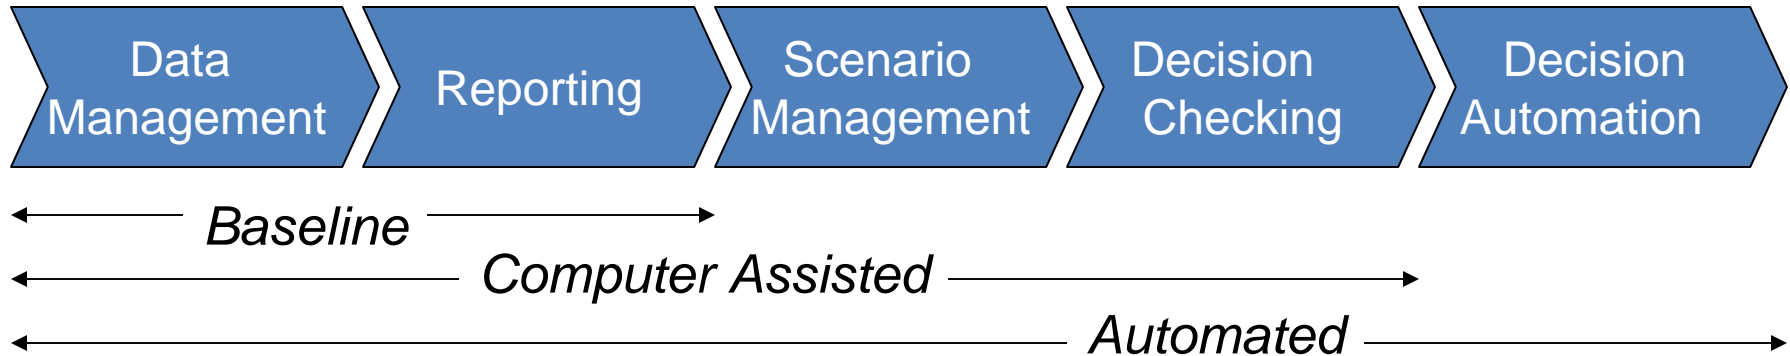 Data
Management
Reporting
Scenario
Management
Decision
Checking
Decision
Automation
Baseline
Computer Assisted
Automated